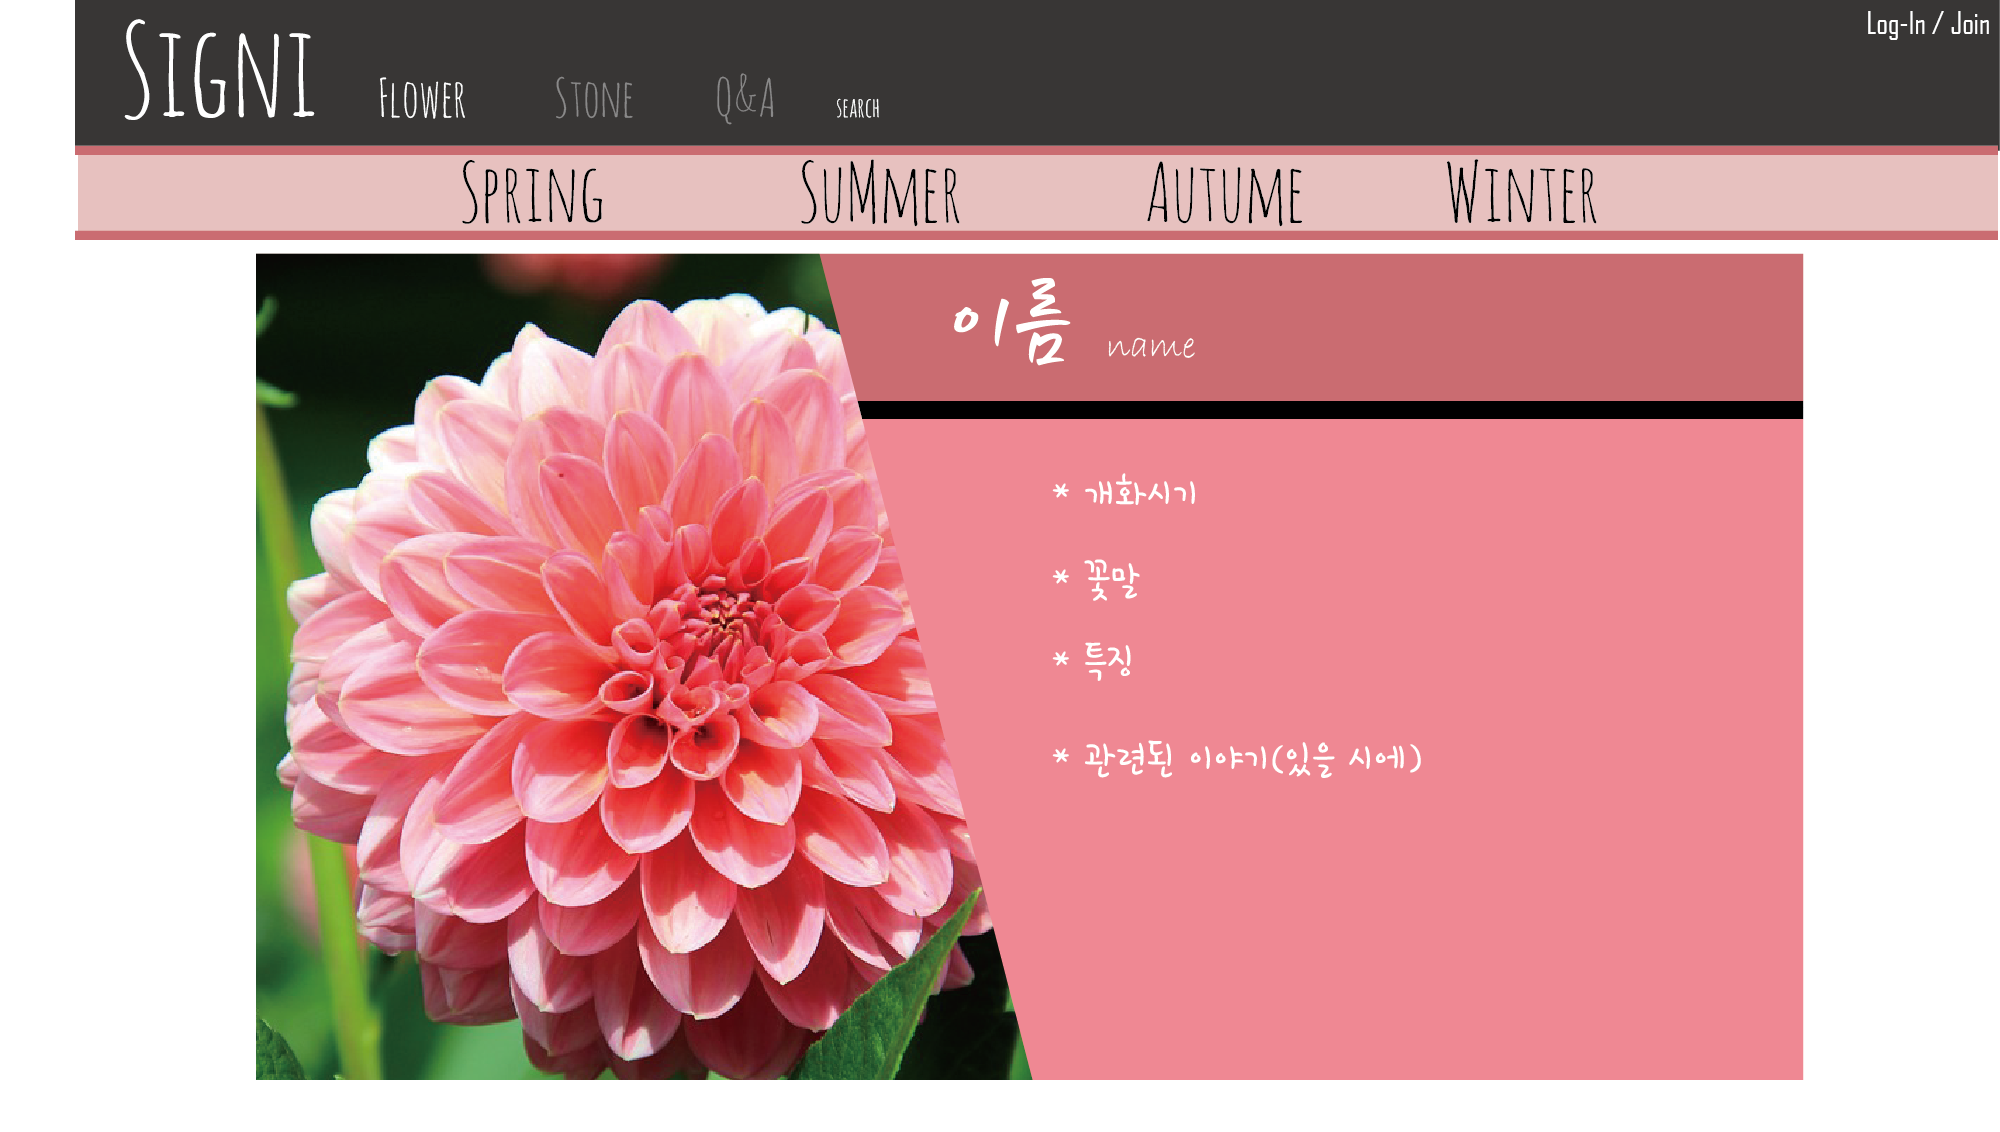 Log-In / Join
Signi Flower Stone Q&A search
Spring SuMmer Autume Winter
이름 name
* 개화시기
* 꽃말
* 특징
* 관련된 이야기(있을 시에)